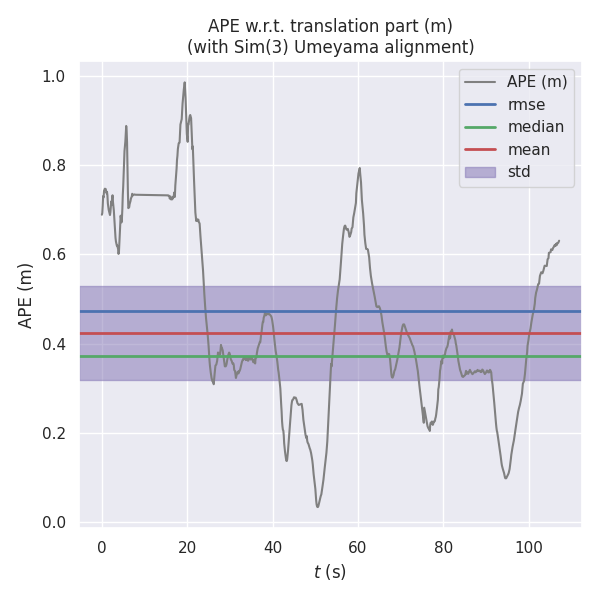 APE w.r.t. translation part (m)
(with Sim(3) Umeyama alignment)
APE (m)
rmse
median
mean
std
APE (m)
1.0
0.8
0.6
0.4
0.2
0.0
0 20 40 60 80 100
t (s)